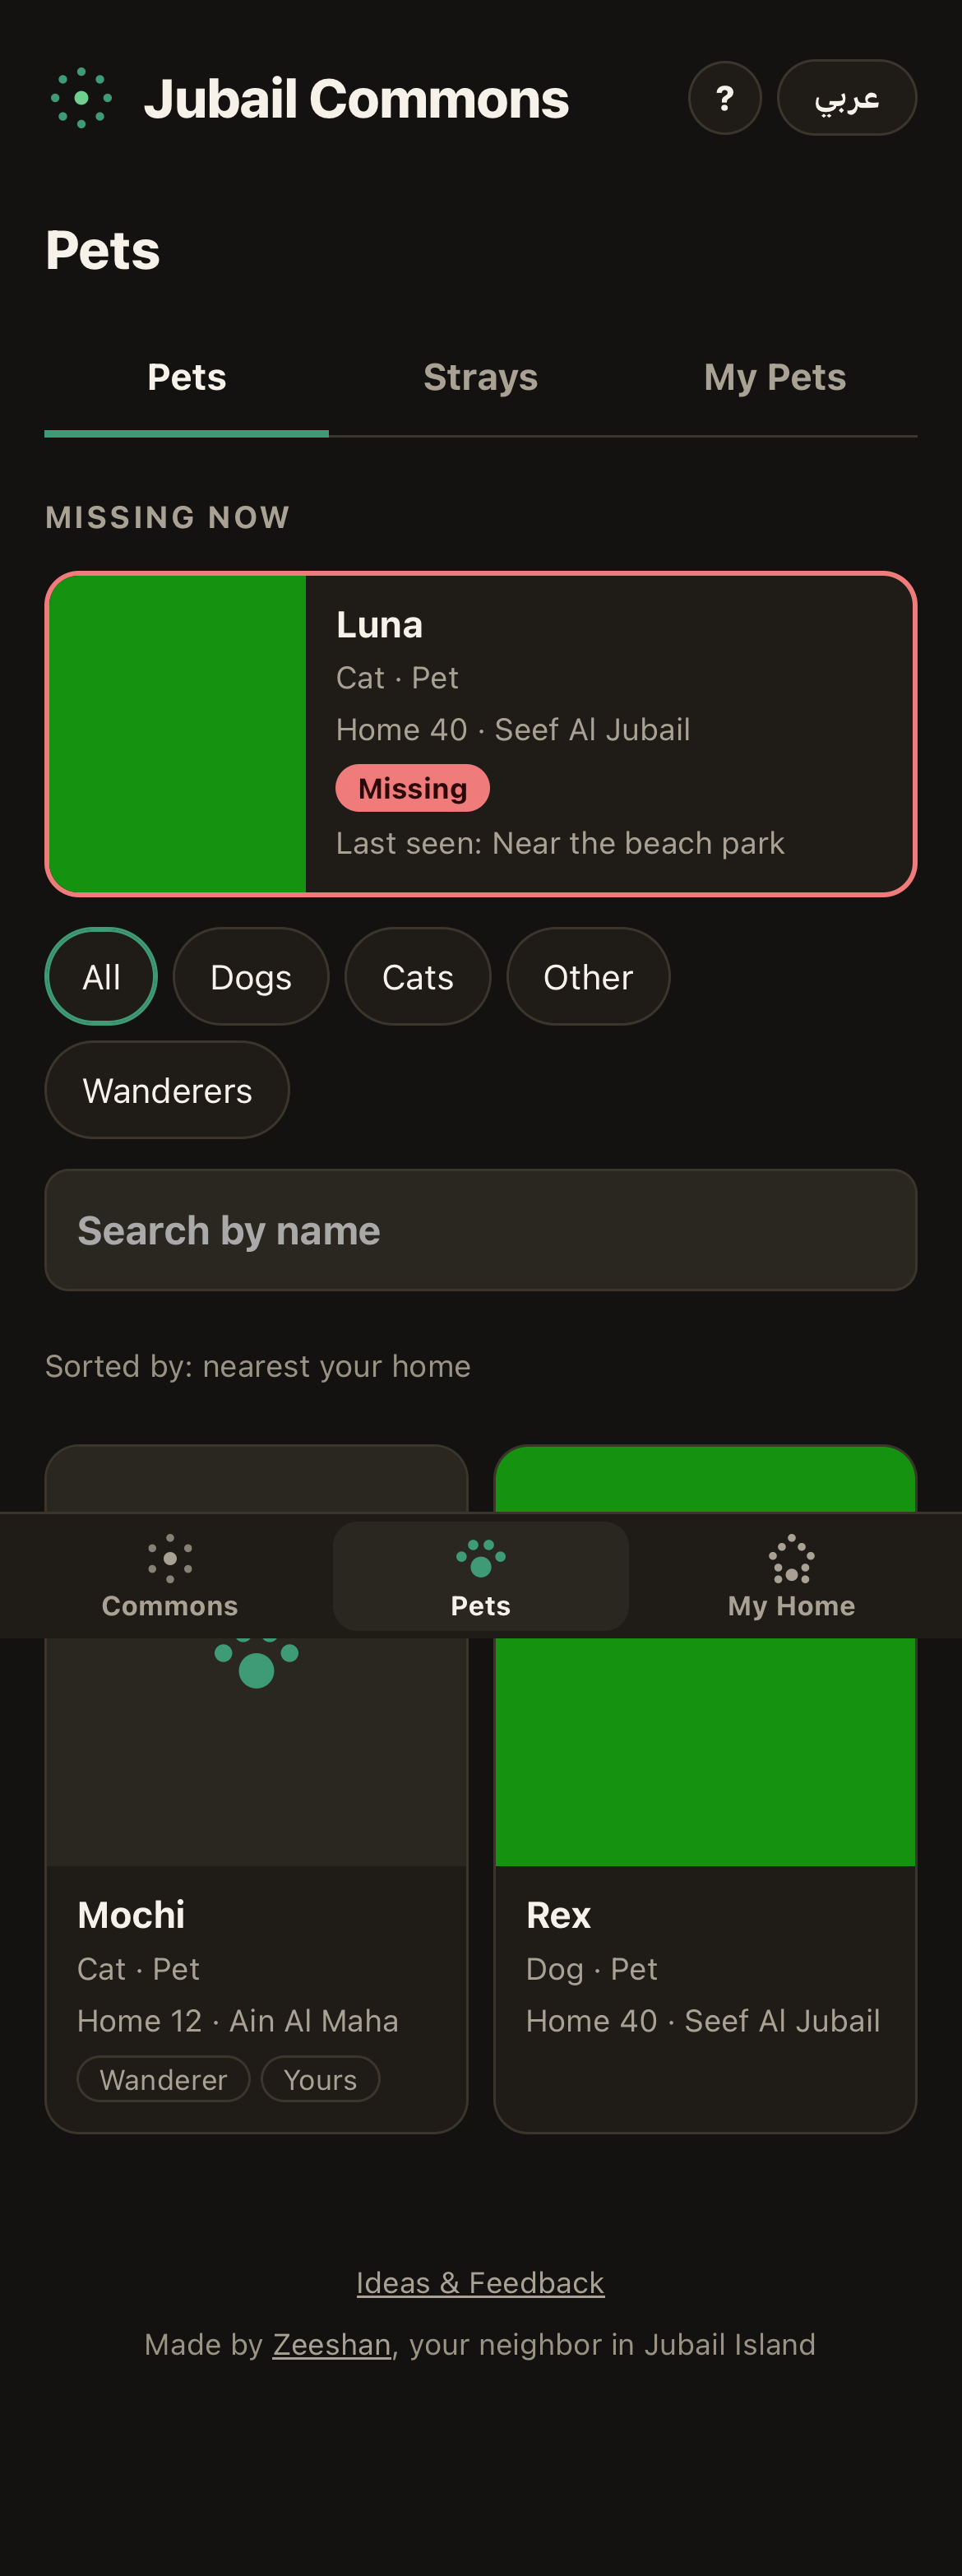 Jubail Commons
?
عربي
Pets
Pets
Strays
My Pets
MISSING NOW
Luna
Cat · Pet
Home 40 · Seef Al Jubail
Missing
Last seen: Near the beach park
All
Dogs
Cats
Other
Wanderers
Search by name
Sorted by: nearest your home
Commons
Pets
My Home
Mochi
Cat · Pet
Home 12 · Ain Al Maha
Wanderer
Yours
Rex
Dog · Pet
Home 40 · Seef Al Jubail
Ideas & Feedback
Made by Zeeshan, your neighbor in Jubail Island